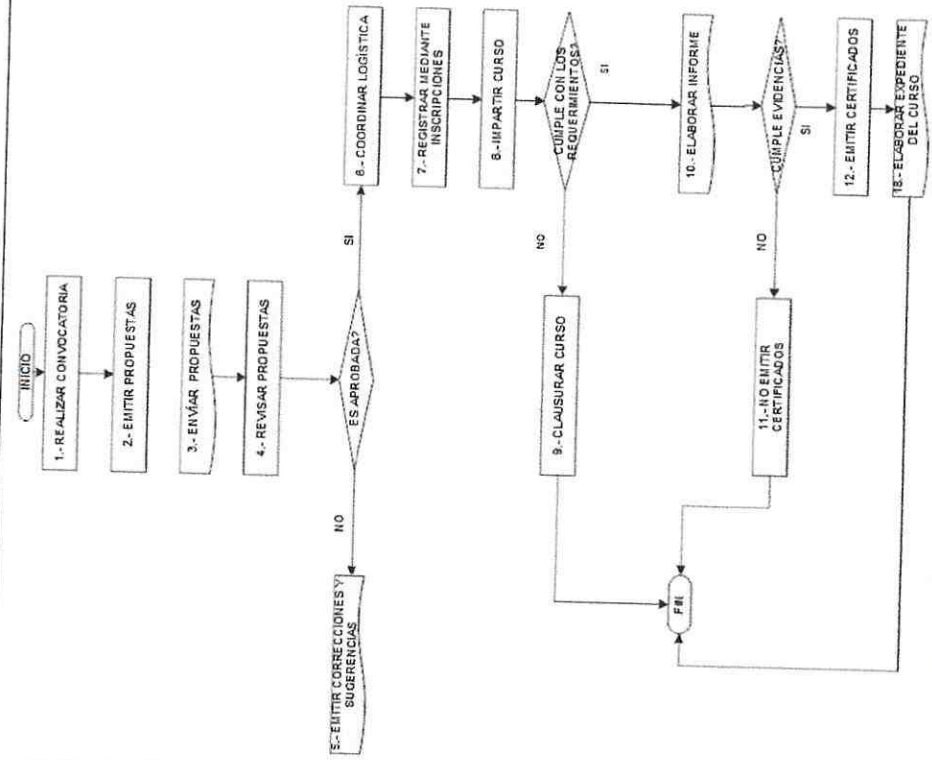 INICIO
1.- REALIZAR CONVOCATORIA
2.- EMITIR PROPUESTAS
3.- ENVÍAR PROPUESTAS
4.- REVISAR PROPUESTAS
ES APROBADA?
NO
SI
5.- EMITIR CORRECCIONES Y
SUGERENCIAS
6.- COORDINAR LOGÍSTICA
7.- REGISTRAR MEDIANTE
INSCRIPCIONES
8.- IMPARTIR CURSO
CUMPLE CON LOS
REQUERIMIENTOS?
NO
SI
9.- CLAUSURAR CURSO
10.- ELABORAR INFORME
CUMPLE EVIDENCIAS?
NO
SI
11.- NO EMITIR
CERTIFICADOS
12.- EMITIR CERTIFICADOS
18.- ELABORAR EXPEDIENTE
DEL CURSO
FIN